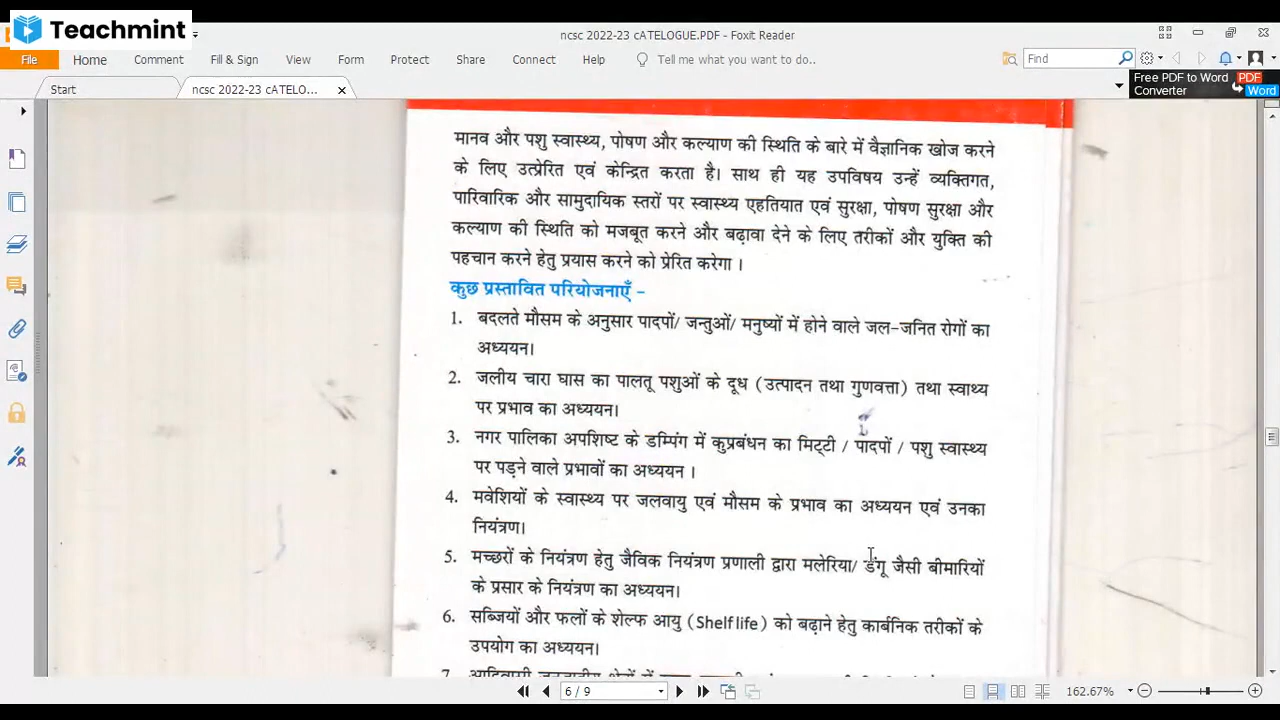 Teachmint
ncsc 2022-23 cATELOGUE.PDF - Foxit Reader
File Home Comment Fill & Sign View Form Protect Share Connect Help Tell me what you want to do.. Find
Start ncsc 2022-23 cATELO...
Free PDF to Word PDF
Converter Word
मानव और पशु स्वास्थ्य, पोषण और कल्याण की स्थिति के बारे में वैज्ञानिक खोज करने
के लिए उत्प्रेरित एवं केन्द्रित करता है। साथ ही यह उपविषय उन्हें व्यक्तिगत,
पारिवारिक और सामुदायिक स्तरों पर स्वास्थ्य एहतियात एवं सुरक्षा, पोषण सुरक्षा और
कल्याण की स्थिति को मजबूत करने और बढ़ावा देने के लिए तरीकों और युक्ति की
पहचान करने हेतु प्रयास करने को प्रेरित करेगा ।
कुछ प्रस्तावित परियोजनाएँ -
1. बदलते मौसम के अनुसार पादपों/ जन्तुओं/ मनुष्यों में होने वाले जल-जनित रोगों का
अध्ययन।
2. जलीय चारा घास का पालतू पशुओं के दूध (उत्पादन तथा गुणवत्ता) तथा स्वाथ्य
पर प्रभाव का अध्ययन।
3. नगर पालिका अपशिष्ट के डम्पिंग में कुप्रबंधन का मिट्टी / पादपों / पशु स्वास्थ्य
पर पड़ने वाले प्रभावों का अध्ययन ।
4. मवेशियों के स्वास्थ्य पर जलवायु एवं मौसम के प्रभाव का अध्ययन एवं उनका
नियंत्रण।
5. मच्छरों के नियंत्रण हेतु जैविक नियंत्रण प्रणाली द्वारा मलेरिया/ डेंगू जैसी बीमारियों
के प्रसार के नियंत्रण का अध्ययन।
6. सब्जियों और फलों के शेल्फ आयु (Shelf life) को बढ़ाने हेतु कार्बनिक तरीकों के
उपयोग का अध्ययन।
7.
6 / 9 162.67%